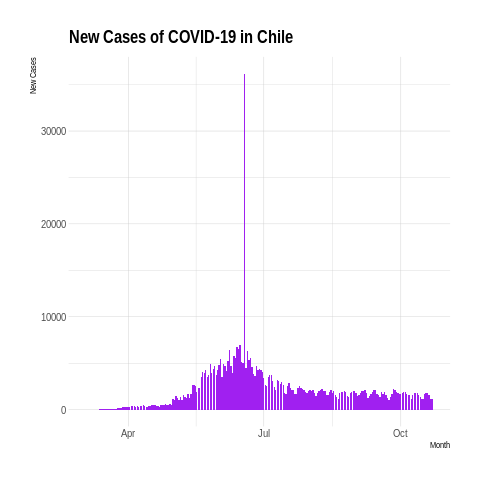 New Cases of COVID-19 in Chile
New Cases
30000
20000
10000
0
Apr Jul Oct
Month